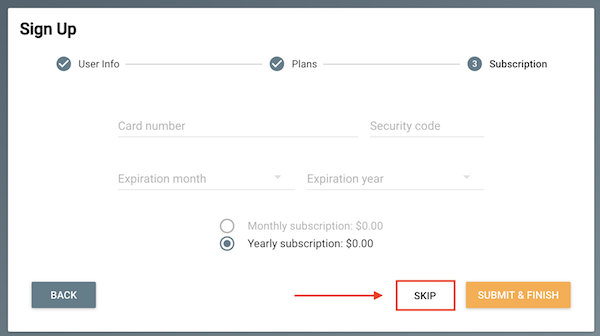 Sign Up
User Info
Plans
3 Subscription
Card number
Security code
Expiration month
Expiration year
Monthly subscription: $0.00
Yearly subscription: $0.00
BACK
SKIP
SUBMIT & FINISH